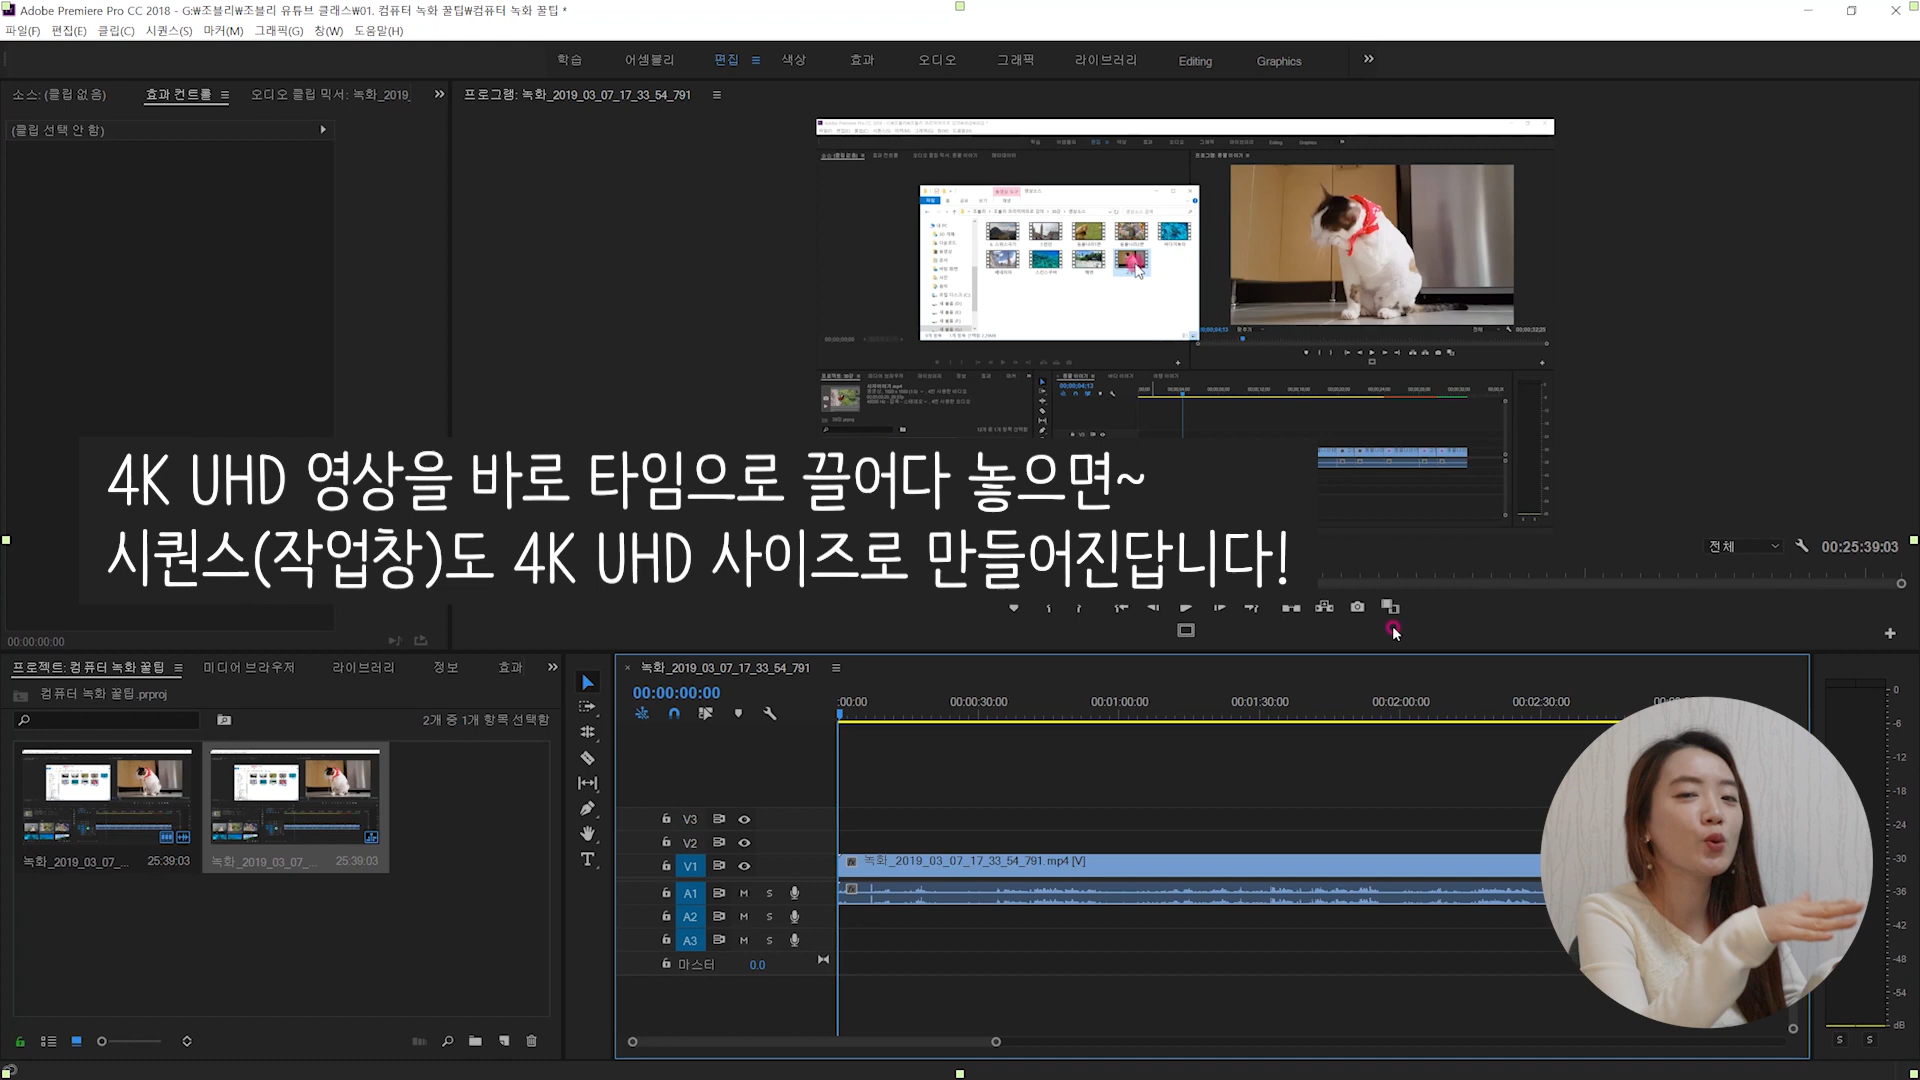 Adobe Premiere Pro CC 2018 - G:₩조블리₩조블리 유튜브 클래스₩01. 컴퓨터 녹화 꿀팁₩컴퓨터 녹화 꿀팁 *
파일(F) 편집(E) 클립(C) 시퀀스(S) 마커(M) 그래픽(G) 창(W) 도움말(H)
학습 어셈블리 편집 색상 효과 오디오 그래픽 라이브러리 Editing Graphics
소스: (클립 없음) 효과 컨트롤 오디오 클립 믹서: 녹화_2019_
프로그램: 녹화_2019_03_07_17_33_54_791
(클립 선택 안 함)
4K UHD 영상을 바로 타임으로 끌어다 놓으면~
시퀀스(작업창)도 4K UHD 사이즈로 만들어진답니다!
전체 00:25:39:03
00:00:00:00
프로젝트: 컴퓨터 녹화 꿀팁 미디어 브라우저 라이브러리 정보 효과
컴퓨터 녹화 꿀팁.prproj
2개 중 1개 항목 선택함
녹화_2019_03_07_... 25:39:03
녹화_2019_03_07_... 25:39:03
녹화_2019_03_07_17_33_54_791
00:00:00:00
:00:00 00:00:30:00 00:01:00:00 00:01:30:00 00:02:00:00 00:02:30:00
V3
V2
V1 녹화_2019_03_07_17_33_54_791.mp4 [V]
A1 M S
A2 M S
A3 M S
마스터 0.0
0
-6
-12
-18
-24
-30
-36
-42
-48
-54
dB
S S